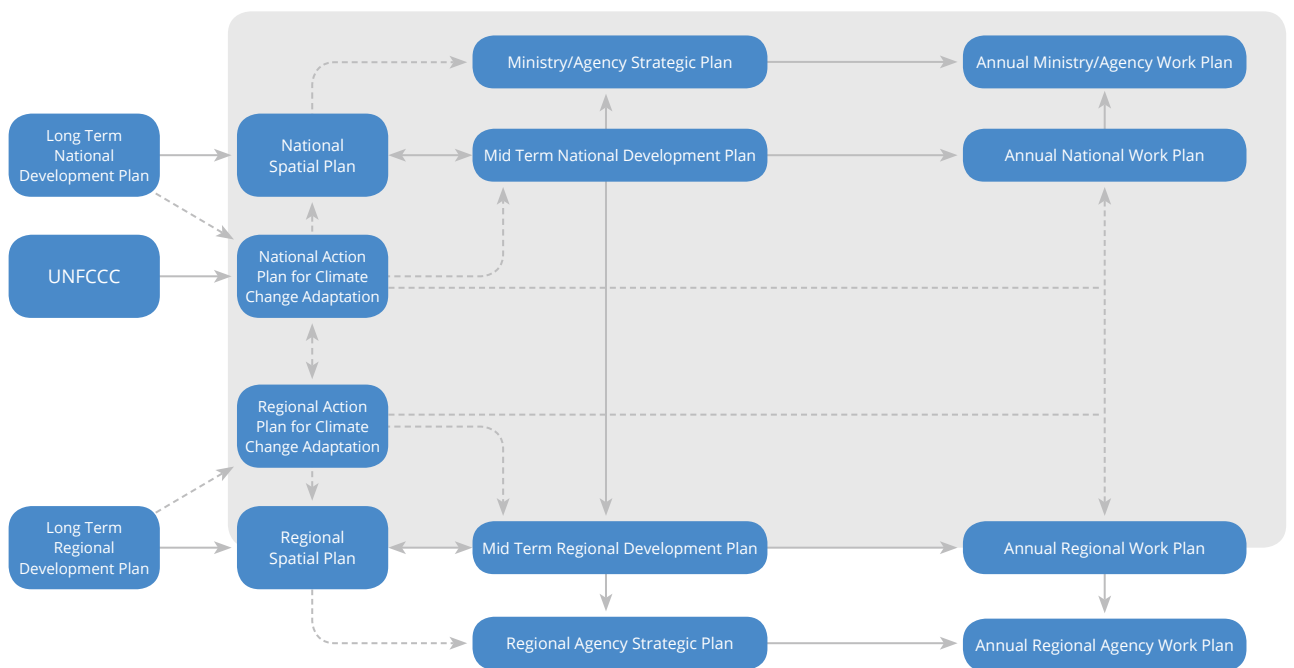 Ministry/Agency Strategic Plan
Annual Ministry/Agency Work Plan
Long Term
National
Development Plan
National
Spatial Plan
Mid Term National Development Plan
Annual National Work Plan
UNFCCC
National Action
Plan for Climate
Change Adaptation
Regional Action
Plan for Climate
Change Adaptation
Long Term
Regional
Development Plan
Regional
Spatial Plan
Mid Term Regional Development Plan
Annual Regional Work Plan
Regional Agency Strategic Plan
Annual Regional Agency Work Plan